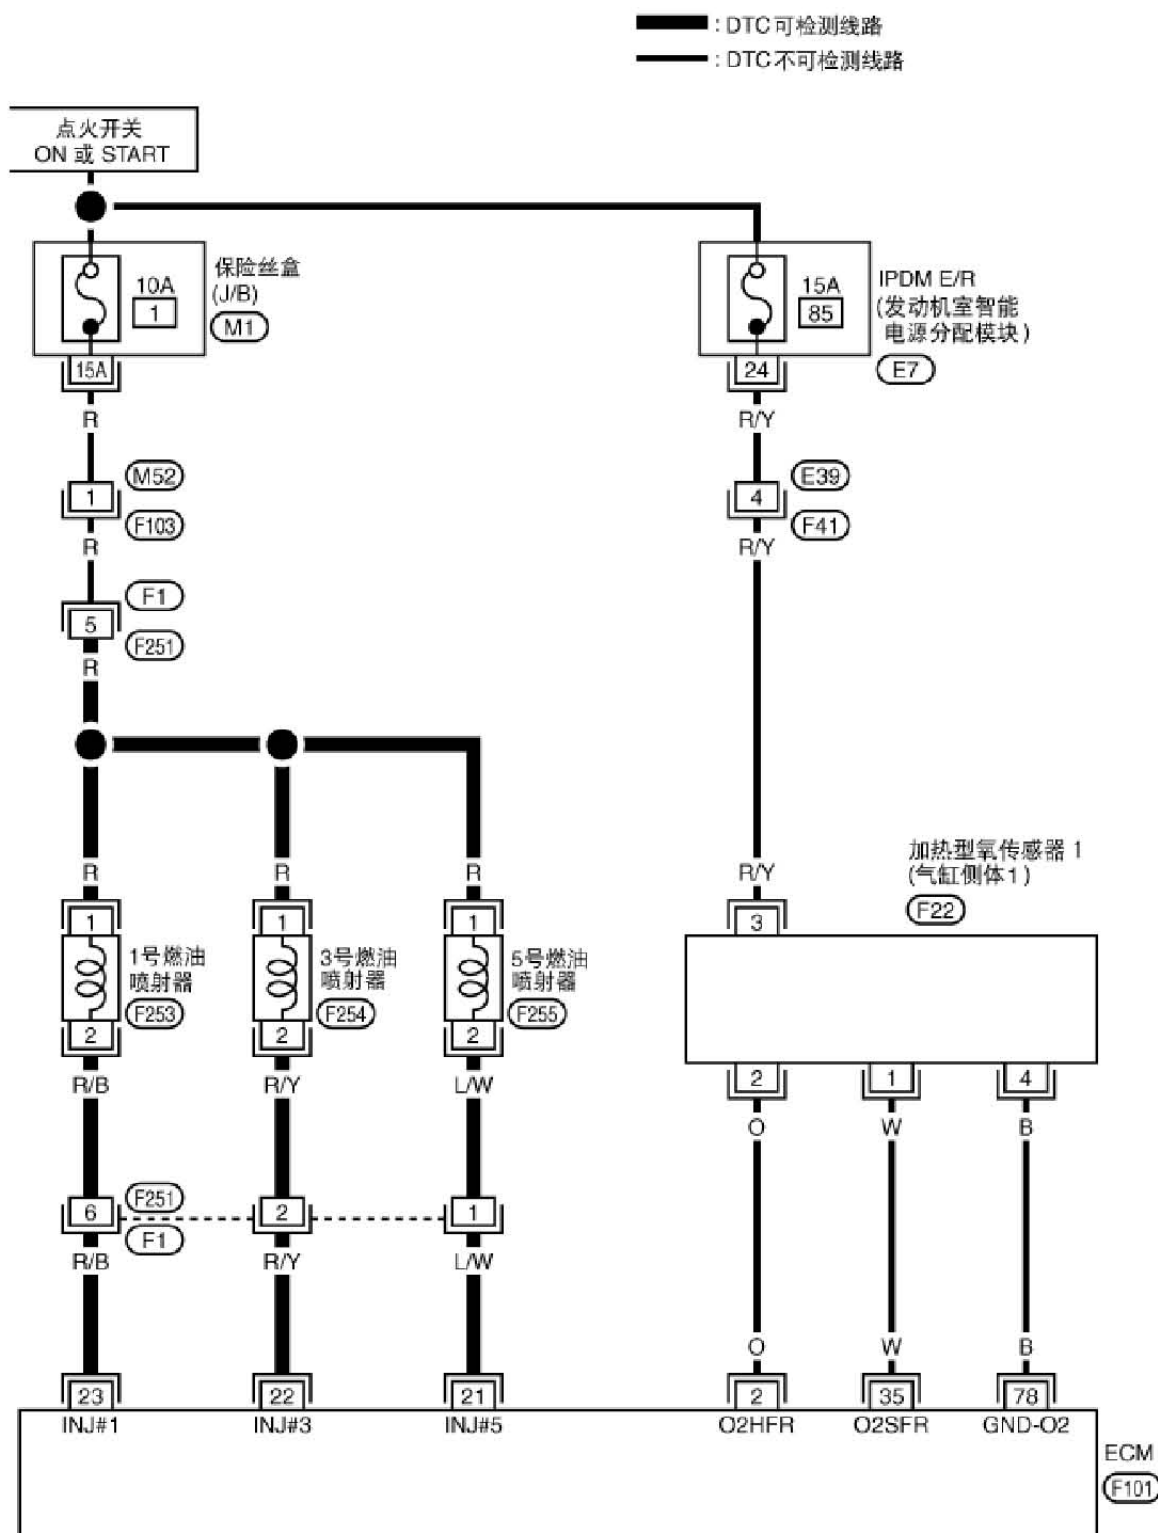 : DTC可检测线路
: DTC不可检测线路
点火开关
ON 或 START
10A
1
保险丝盒
(J/B)
M1
15A
85
IPDM E/R
(发动机室智能
电源分配模块)
E7
15A
24
R
R/Y
M52
1
F103
E39
4
F41
R
R/Y
F1
5
F251
R
R
R
R
R/Y
加热型氧传感器 1
(气缸侧体1)
F22
1
1
1
3
1号燃油
喷射器
F253
3号燃油
喷射器
F254
5号燃油
喷射器
F255
2
2
2
2
1
4
R/B
R/Y
L/W
O
W
B
F251
6
2
1
F1
R/B
R/Y
L/W
O
W
B
23
22
21
2
35
78
INJ#1
INJ#3
INJ#5
O2HFR
O2SFR
GND-O2
ECM
F101